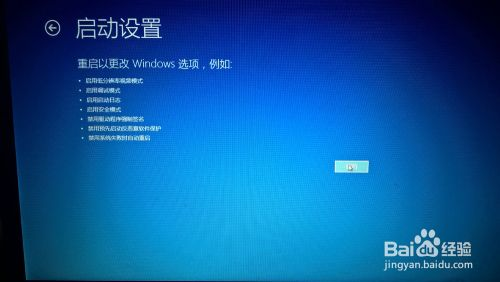 启动设置
重启以更改 Windows 选项，例如:
• 启用低分辨率视频模式
• 启用调试模式
• 启用启动日志
• 启用安全模式
• 禁用驱动程序强制签名
• 禁用预先启动反恶意软件保护
• 禁用系统失败时自动重启
Bai 经验
jingyan.baidu.com